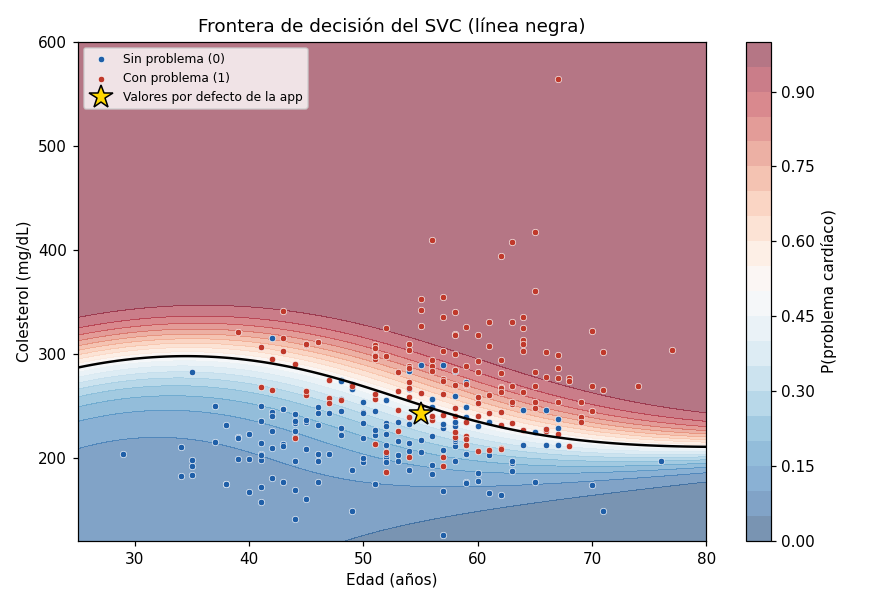 Frontera de decisión del SVC (línea negra)
Sin problema (0)
Con problema (1)
Valores por defecto de la app
600
500
400
300
200
Colesterol (mg/dL)
30
40
50
60
70
80
Edad (años)
0.90
0.75
0.60
0.45
0.30
0.15
0.00
P(problema cardíaco)